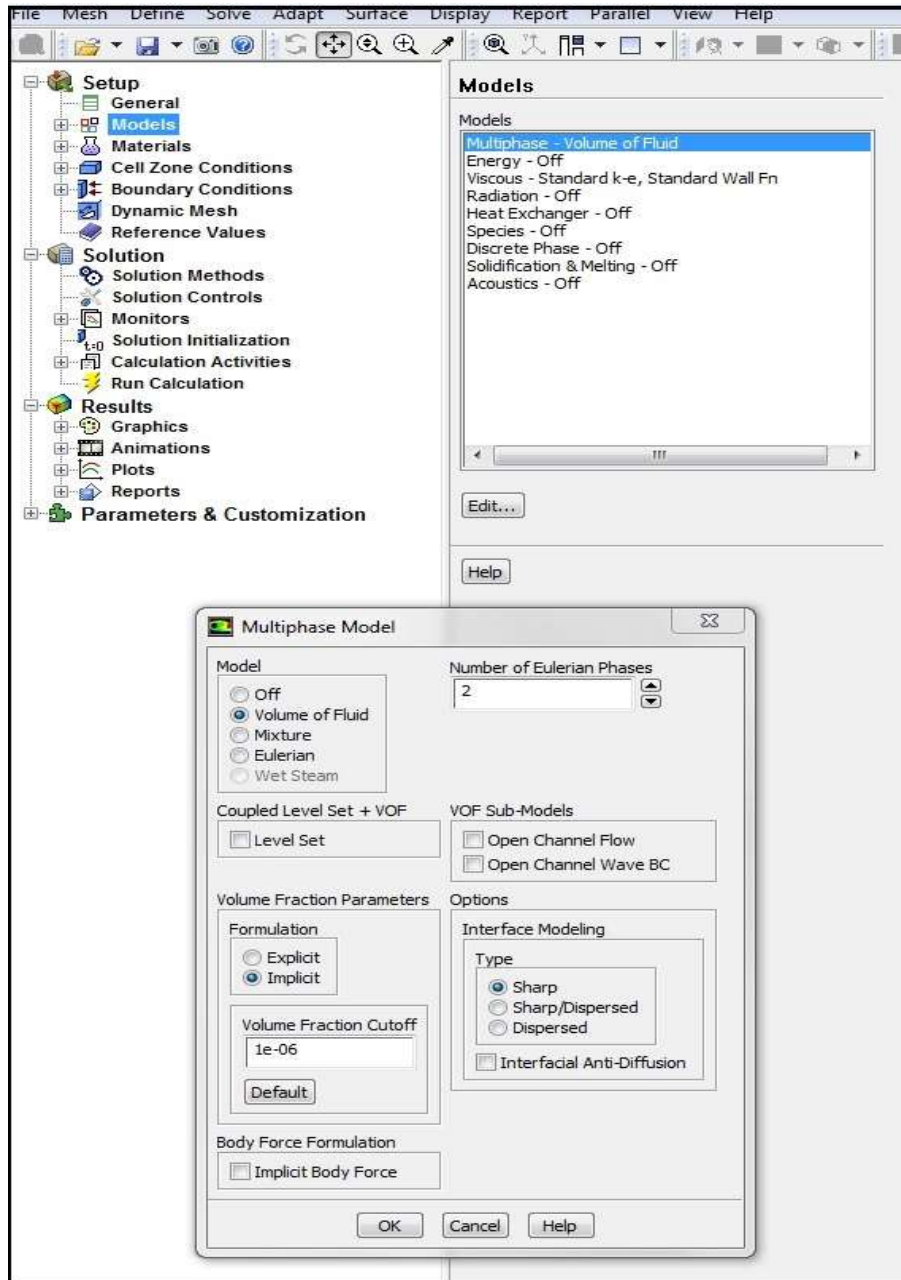 File Mesh Define Solve Adapt Surface Display Report Parallel View Help
Setup
General
Models
Materials
Cell Zone Conditions
Boundary Conditions
Dynamic Mesh
Reference Values
Solution
Solution Methods
Solution Controls
Monitors
t=0 Solution Initialization
Calculation Activities
Run Calculation
Results
Graphics
Animations
Plots
Reports
Parameters & Customization
Models
Models
Multiphase - Volume of Fluid
Energy - Off
Viscous - Standard k-e, Standard Wall Fn
Radiation - Off
Heat Exchanger - Off
Species - Off
Discrete Phase - Off
Solidification & Melting - Off
Acoustics - Off
Edit...
Help
Multiphase Model
Model
Off
Volume of Fluid
Mixture
Eulerian
Wet Steam
Number of Eulerian Phases
2
Coupled Level Set + VOF
Level Set
VOF Sub-Models
Open Channel Flow
Open Channel Wave BC
Volume Fraction Parameters
Formulation
Explicit
Implicit
Volume Fraction Cutoff
1e-06
Default
Options
Interface Modeling
Type
Sharp
Sharp/Dispersed
Dispersed
Interfacial Anti-Diffusion
Body Force Formulation
Implicit Body Force
OK Cancel Help